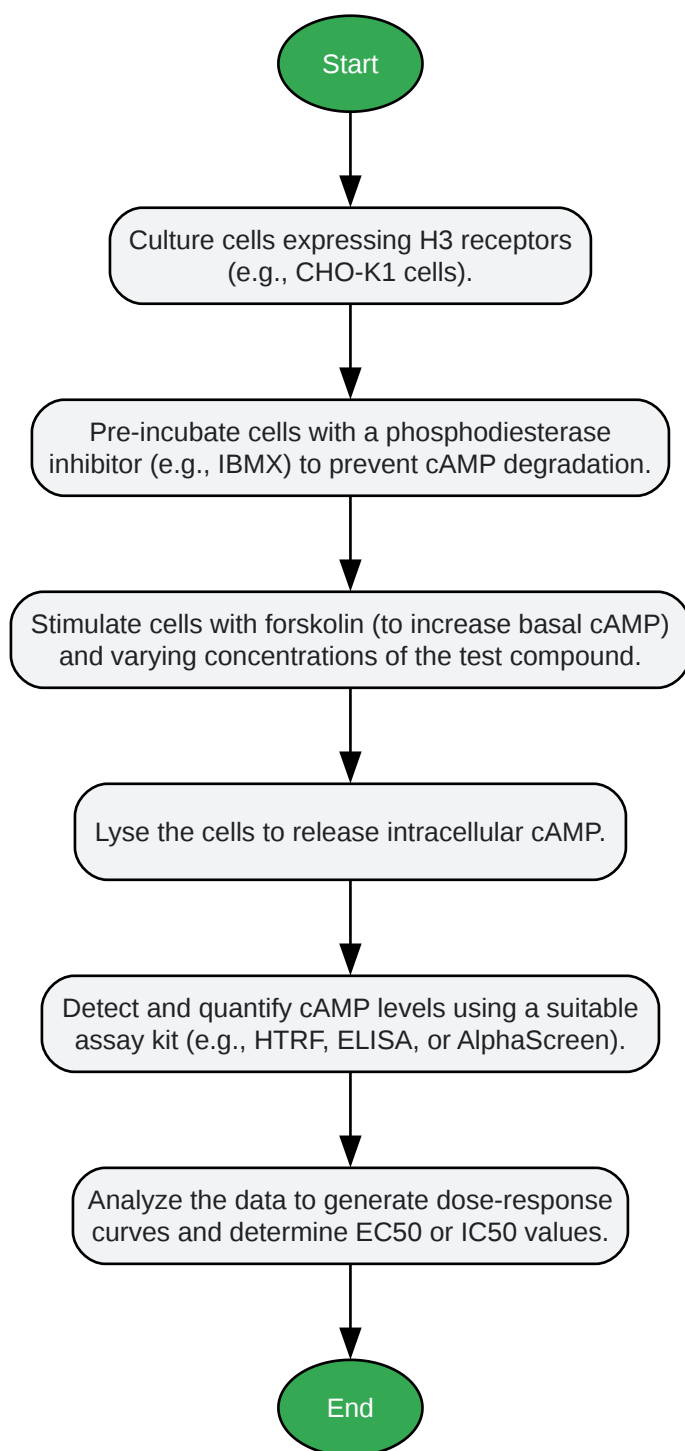 Start
Culture cells expressing H3 receptors
(e.g., CHO-K1 cells).
Pre-incubate cells with a phosphodiesterase
inhibitor (e.g., IBMX) to prevent cAMP degradation.
Stimulate cells with forskolin (to increase basal cAMP)
and varying concentrations of the test compound.
Lyse the cells to release intracellular cAMP.
Detect and quantify cAMP levels using a suitable
assay kit (e.g., HTRF, ELISA, or AlphaScreen).
Analyze the data to generate dose-response
curves and determine EC50 or IC50 values.
End